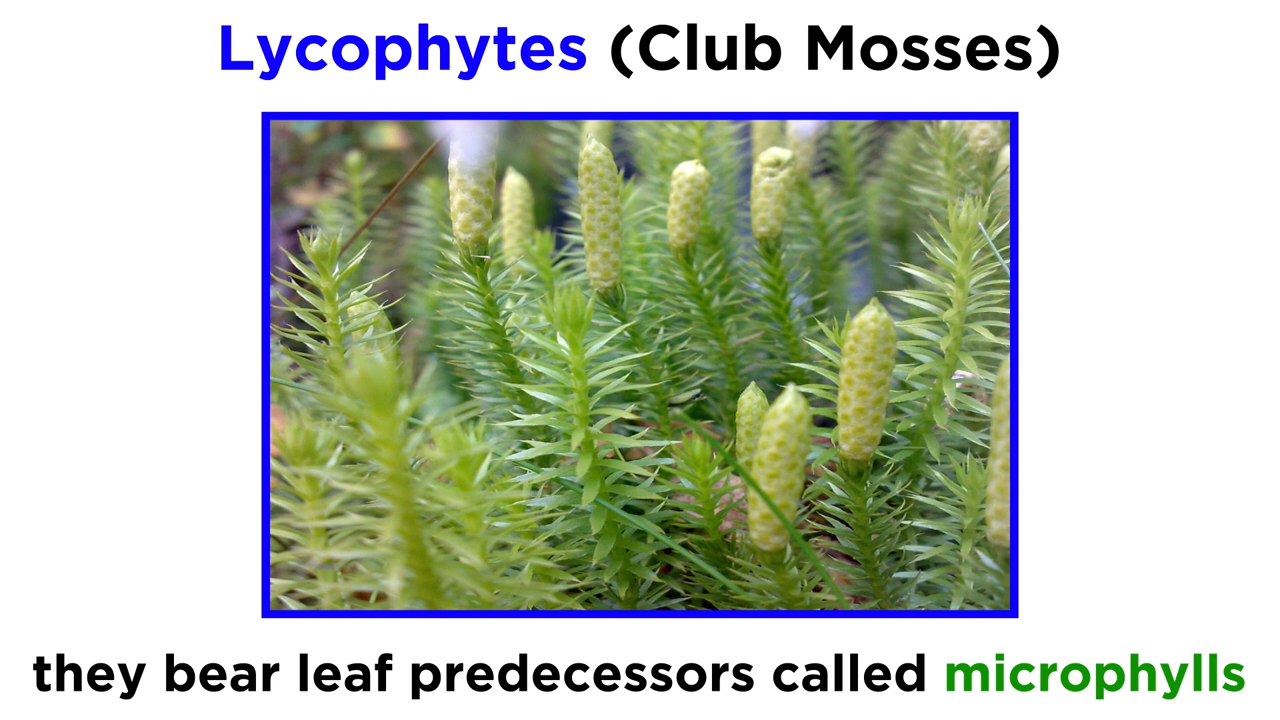 Lycophytes (Club Mosses)
they bear leaf predecessors called microphylls